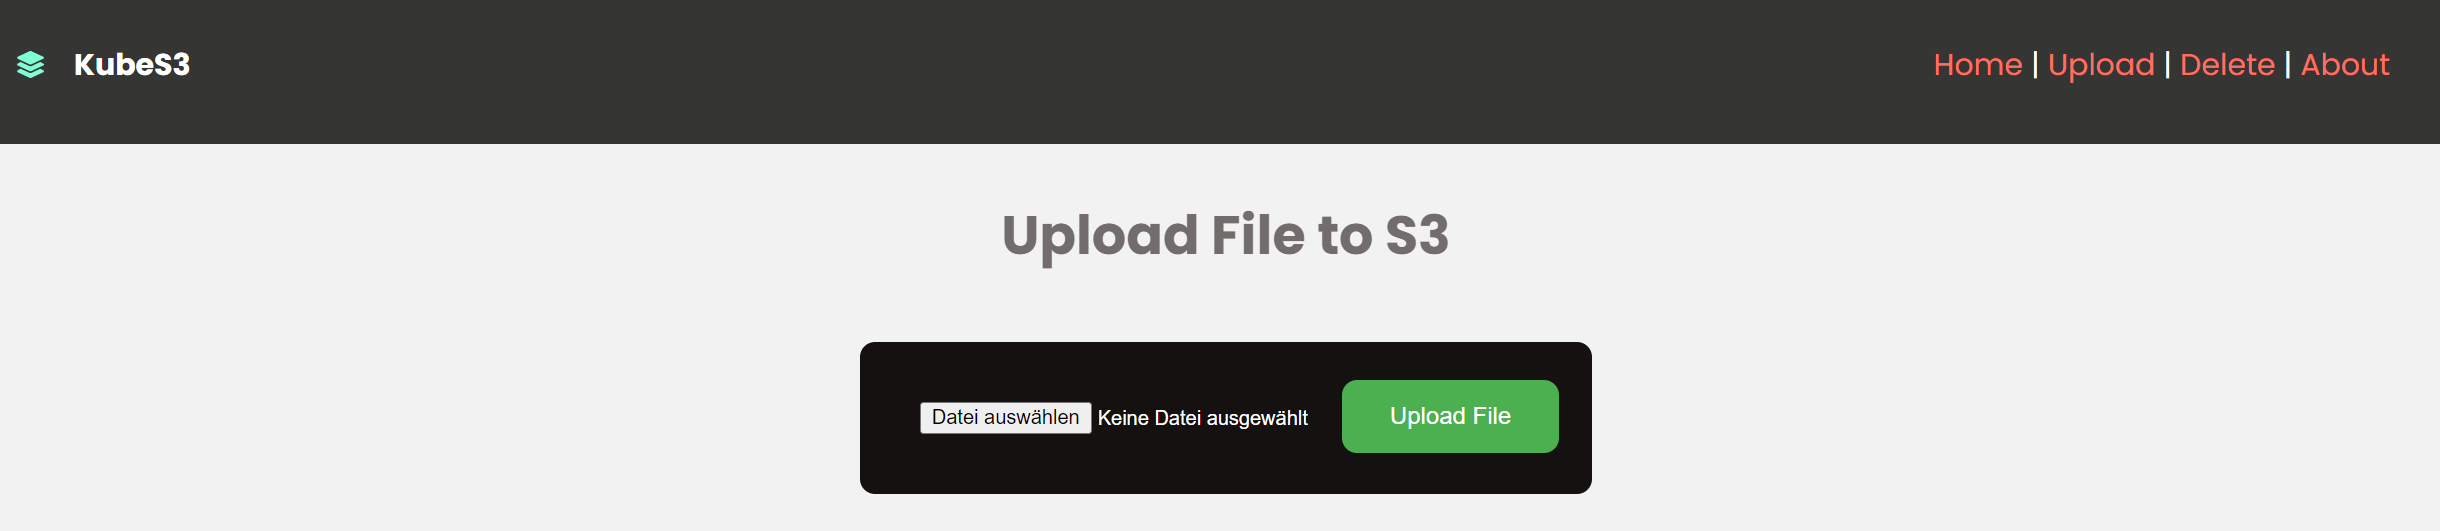 KubeS3
Home | Upload | Delete | About
Upload File to S3
Datei auswählen Keine Datei ausgewählt
Upload File